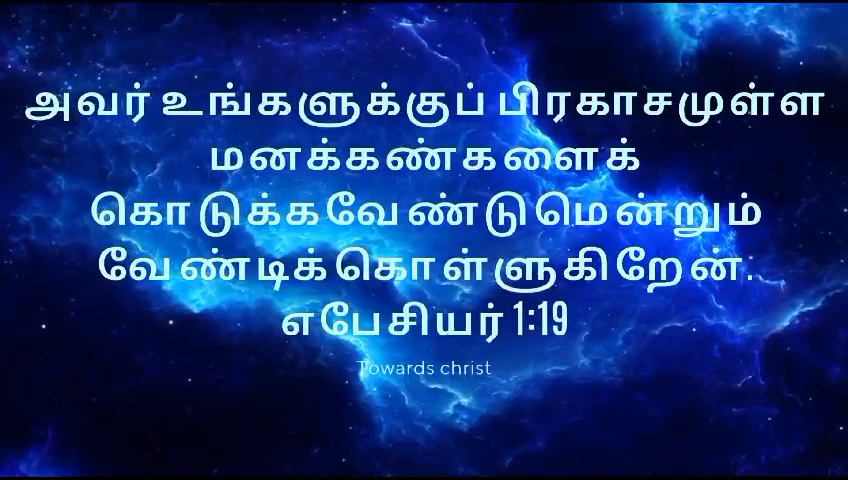 அவர் உங்களுக்குப் பிரகாசமுள்ள
மனக்கண்களைக்
கொடுக்கவேண்டுமென்றும்
வேண்டிக்கொள்ளுகிறேன்.
எபேசியர் 1:19
Towards christ